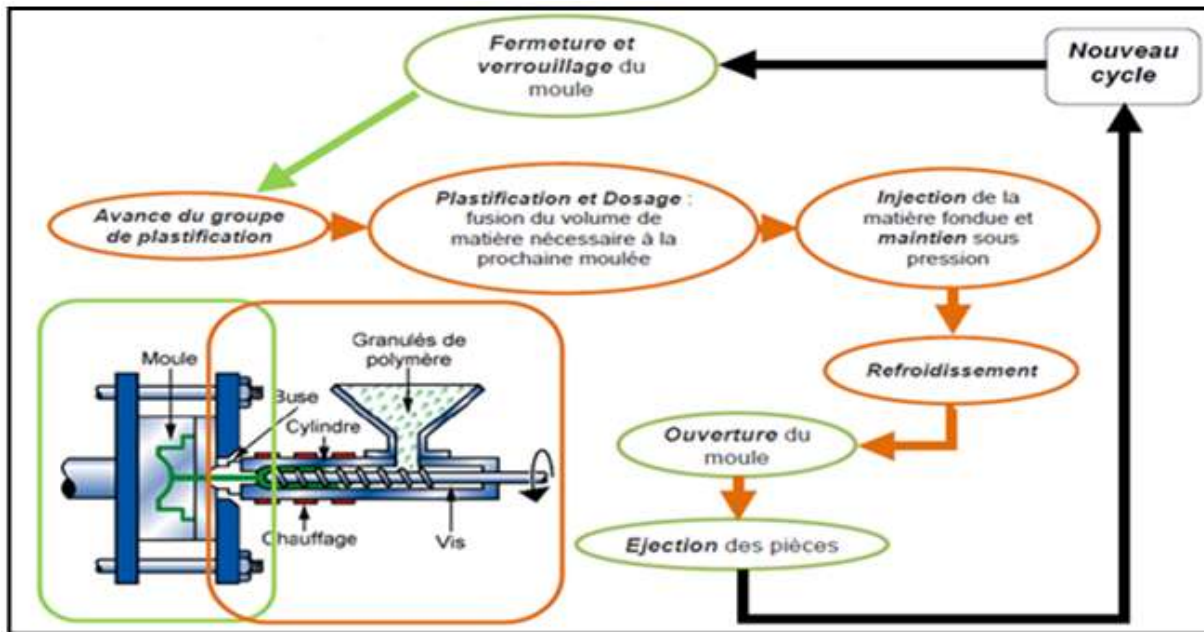 Fermeture et
verrouillage du
moule
Nouveau
cycle
Avance du groupe
de plastification
Plastification et Dosage :
fusion du volume de
matière nécessaire à la
prochaine moulée
Injection de la
matière fondue et
maintien sous
pression
Refroidissement
Ouverture du
moule
Ejection des pièces
Granulés de
polymère
Moule
Buse
Cylindre
Chauffage
Vis